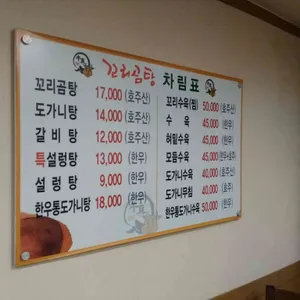 꼬리곰탕 차림표
꼬리곰탕 17,000 (호주산)
도가니탕 14,000 (호주산)
갈비탕 12,000 (호주산)
특설렁탕 13,000 (한우)
설렁탕 9,000 (한우)
한우통도가니탕 18,000 (한우)
꼬리수육(찜) 50,000 (호주산)
수육 45,000 (한우)
혀밑수육 45,000 (한우)
모듬수육 45,000 (한우+호주)
도가니수육 40,000 (호주)
도가니무침 40,000 (호주)
한우통도가니수육 50,000 (한우)